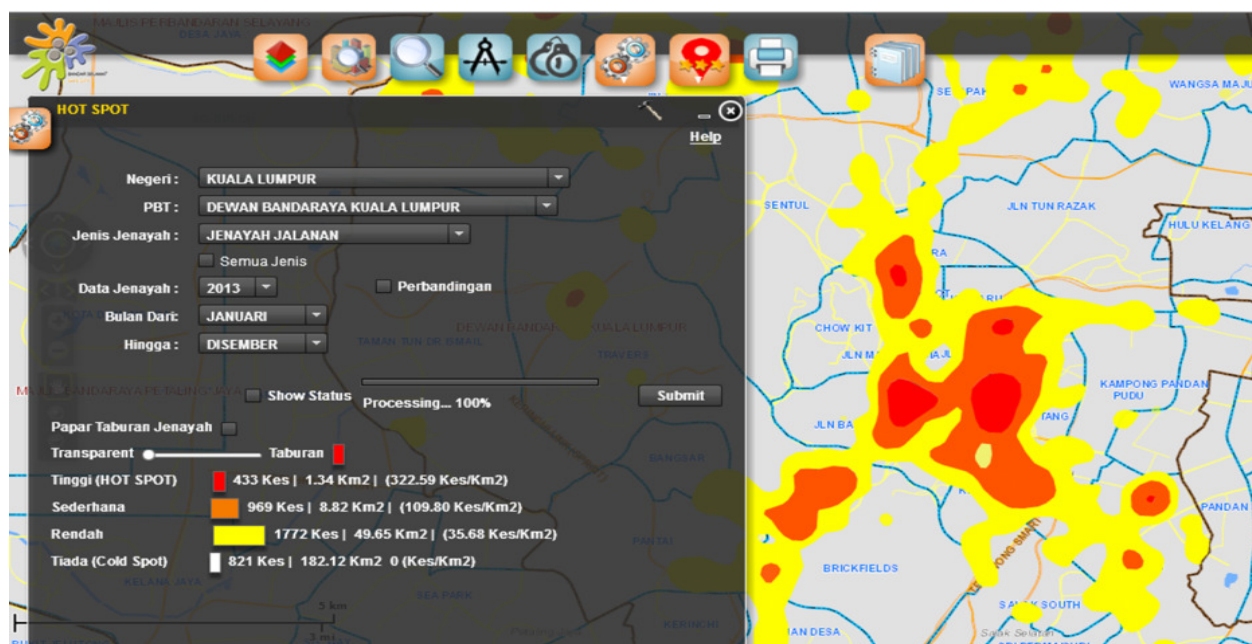 MAJLIS PERBANDARAN SELAYANG
DESA JAYA
BANDAR SELAMAT
WANGSA MAJU
HOT SPOT
Help
Negeri : KUALA LUMPUR
PBT : DEWAN BANDARAYA KUALA LUMPUR
Jenis Jenayah : JENAYAH JALANAN
Semua Jenis
Data Jenayah : 2013 Perbandingan
Bulan Dari: JANUARI
Hingga : DISEMBER
TAMAN TUN DR ISMAIL
TRAVERS
Show Status Processing... 100% Submit
Papar Taburan Jenayah
Transparent Taburan
Tinggi (HOT SPOT) 433 Kes | 1.34 Km2 | (322.59 Kes/Km2)
Sederhana 969 Kes | 8.82 Km2 | (109.80 Kes/Km2)
Rendah 1772 Kes | 49.65 Km2 | (35.68 Kes/Km2)
Tiada (Cold Spot) 821 Kes | 182.12 Km2 0 (Kes/Km2)
BANGSAR
PANTAI
KELANA JAYA
SEA PARK
KERINCHI
5 km
3 mi
SENTUL
JLN TUN RAZAK
HULU KELANG
CHOW KIT
KAMPONG PANDAN
PUDU
PANDAN
BRICKFIELDS
SOUTH
Salak Selatan